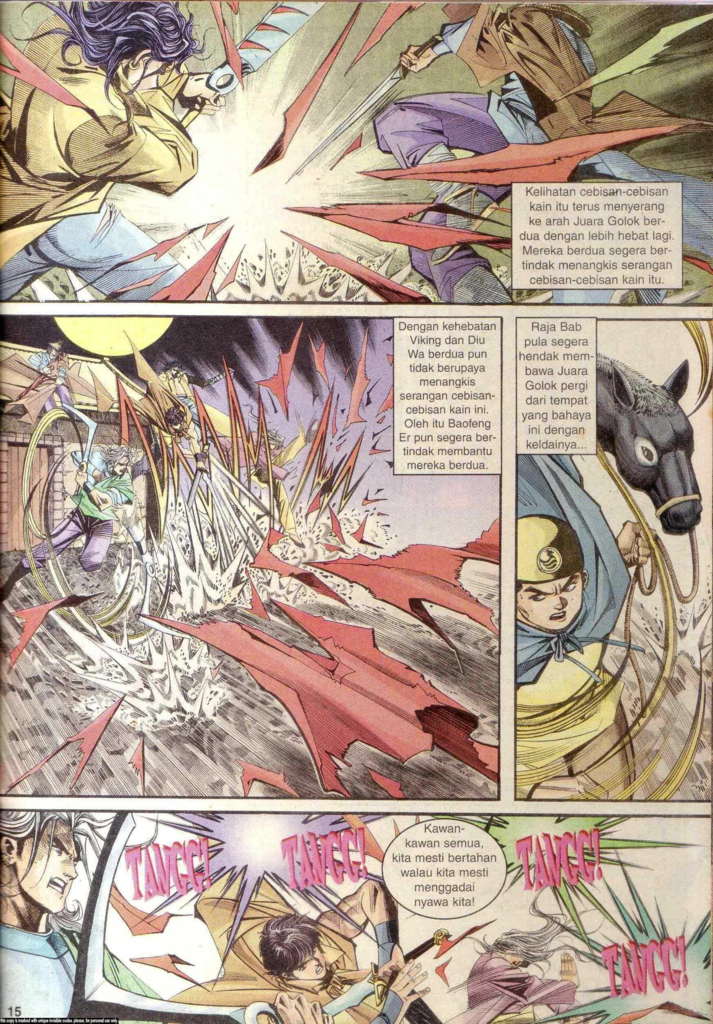 Kelihatan cebisan-cebisan
kain itu terus menyerang
ke arah Juara Golok ber-
dua dengan lebih hebat lagi.
Mereka berdua segera ber-
tindak menangkis serangan
cebisan-cebisan kain itu.
Dengan kehebatan
Viking dan Diu
Wa berdua pun
tidak berupaya
menangkis
serangan cebisan-
cebisan kain ini.
Oleh itu Baofeng
Er pun segera ber-
tindak membantu
mereka berdua.
Raja Bab
pula segera
hendak mem-
bawa Juara
Golok pergi
dari tempat
yang bahaya
ini dengan
keldainya...
TANGG!
TANGG!
Kawan-
kawan semua,
kita mesti bertahan
walau kita mesti
menggadai
nyawa kita!
TANGG!
TANGG!
15